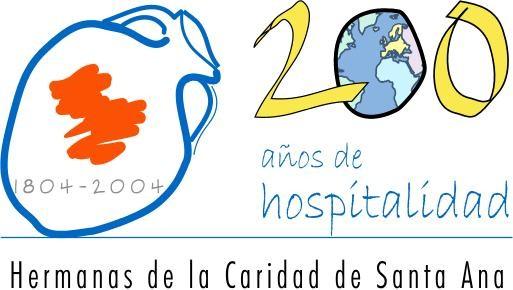 200
años de
hospitalidad
1804-2004
Hermanas de la Caridad de Santa Ana